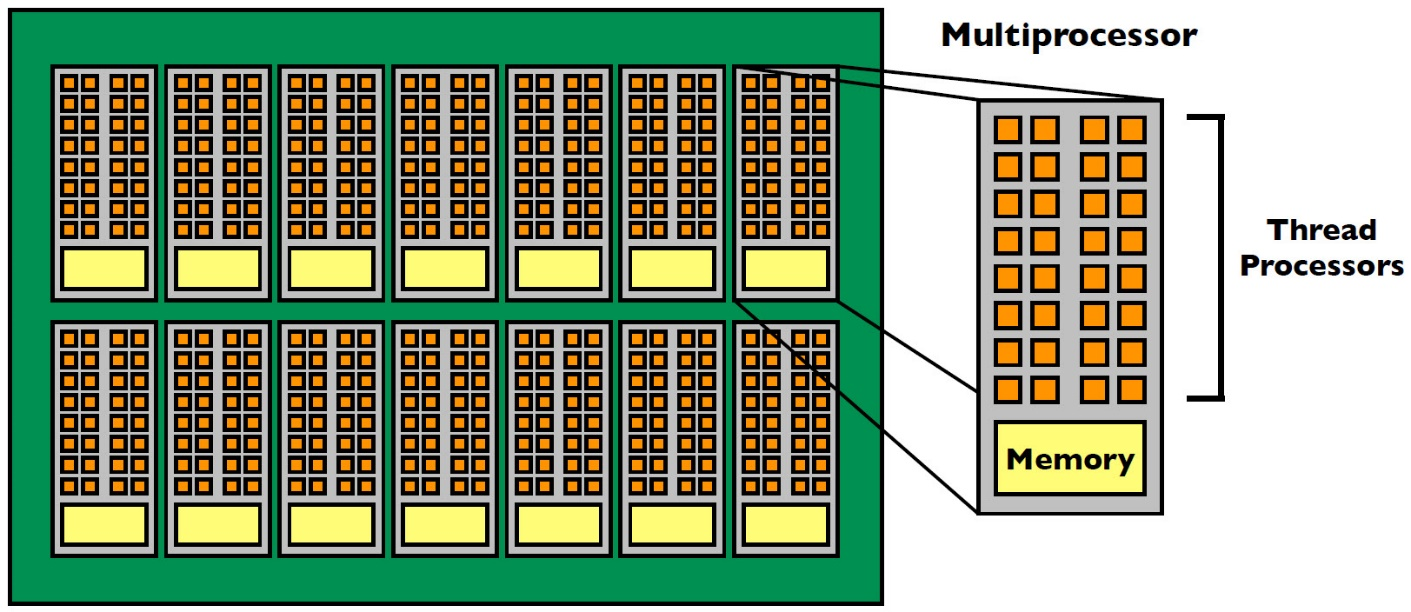 Multiprocessor
Thread
Processors
Memory